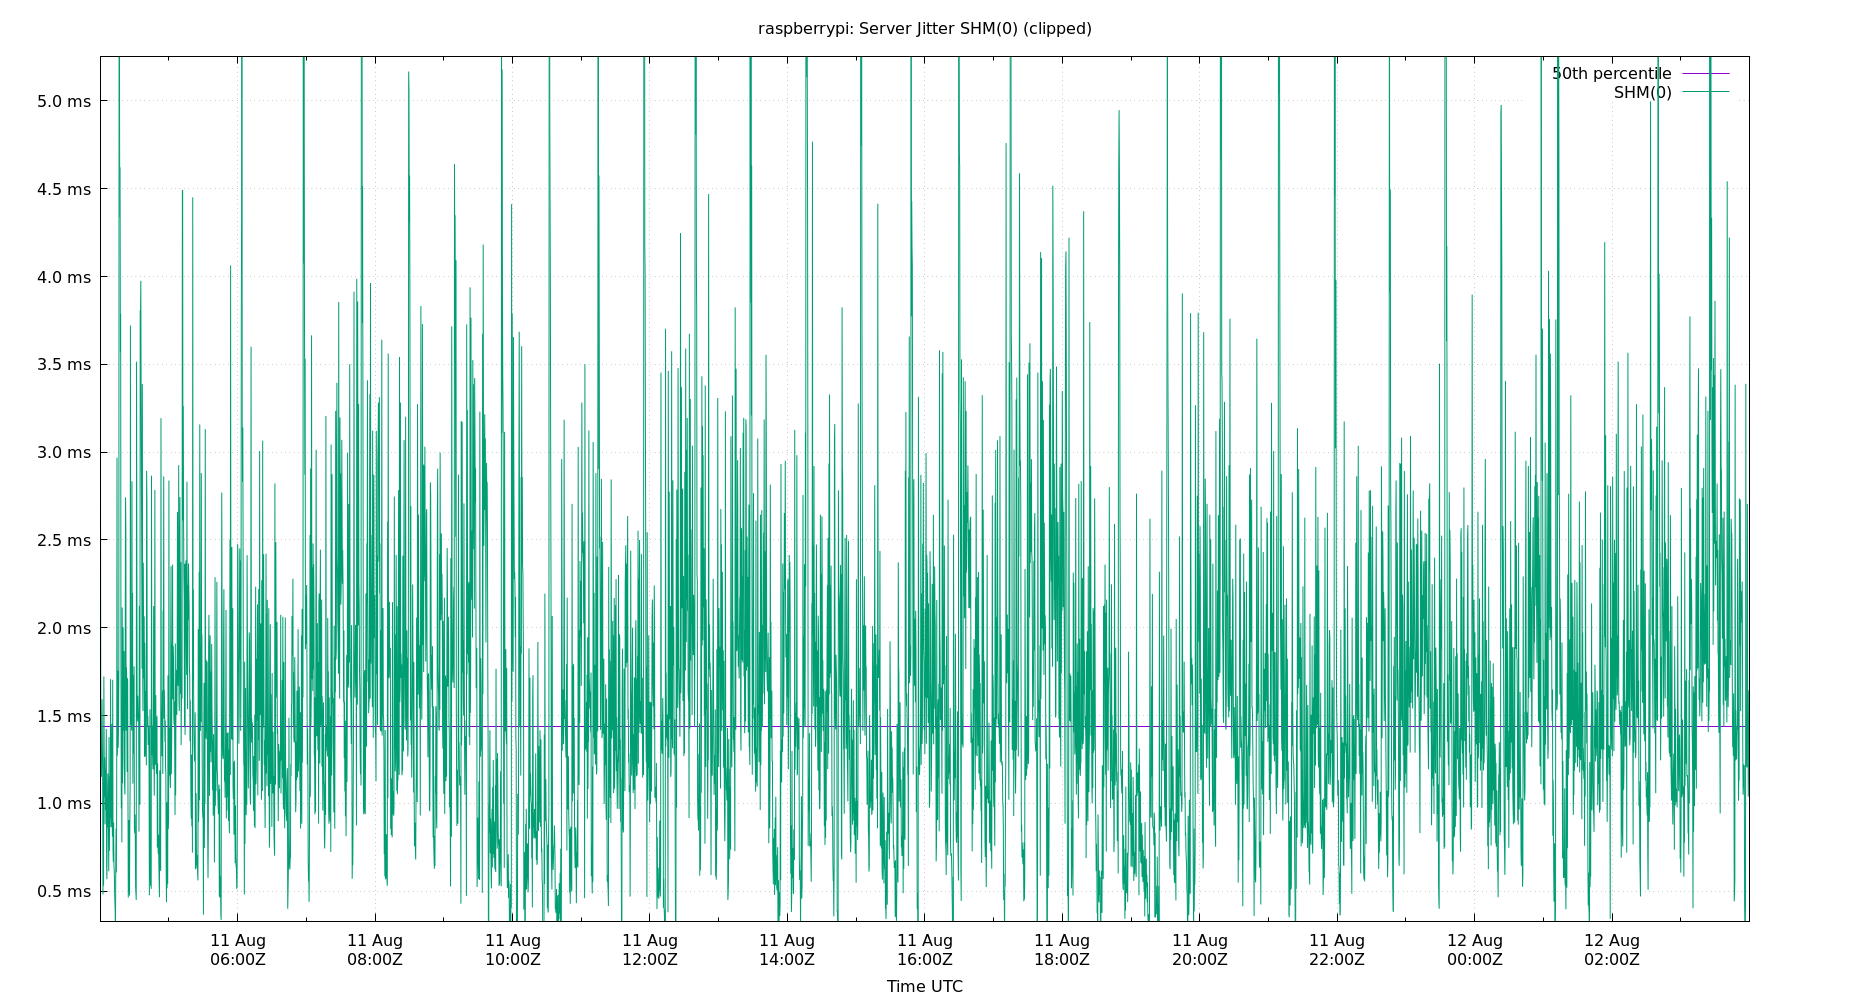 raspberrypi: Server Jitter SHM(0) (clipped)
50th percentile
SHM(0)
5.0 ms
4.5 ms
4.0 ms
3.5 ms
3.0 ms
2.5 ms
2.0 ms
1.5 ms
1.0 ms
0.5 ms
11 Aug 11 Aug 11 Aug 11 Aug 11 Aug 11 Aug 11 Aug 11 Aug 11 Aug 12 Aug 12 Aug
06:00Z 08:00Z 10:00Z 12:00Z 14:00Z 16:00Z 18:00Z 20:00Z 22:00Z 00:00Z 02:00Z
Time UTC